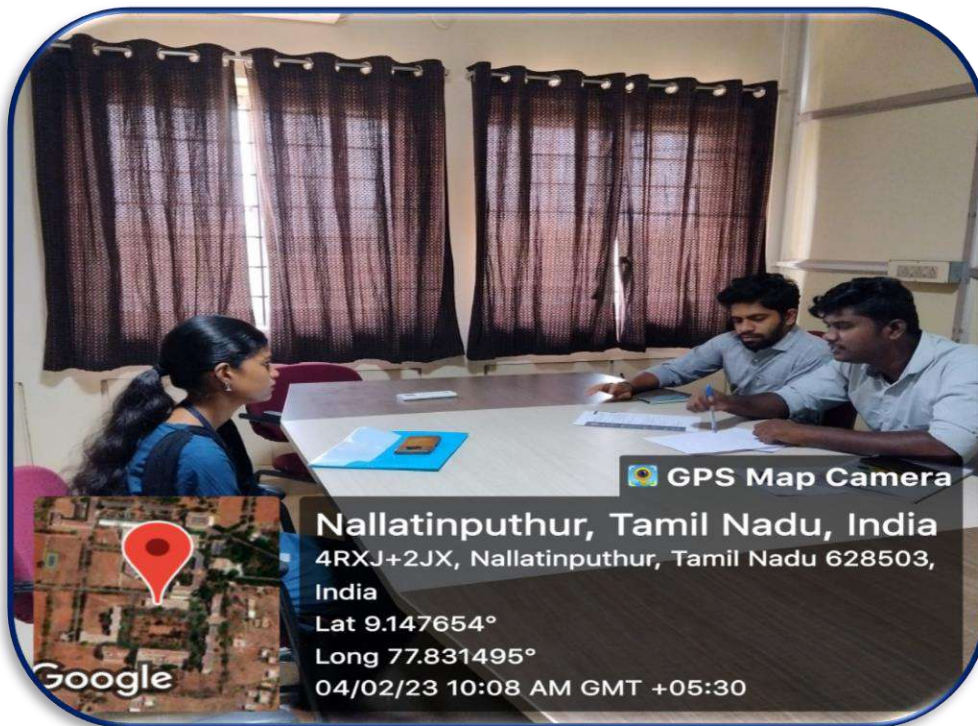 GPS Map Camera
Nallatinputhur, Tamil Nadu, India
4RXJ+2JX, Nallatinputhur, Tamil Nadu 628503,
India
Lat 9.147654°
Long 77.831495°
04/02/23 10:08 AM GMT +05:30
Google